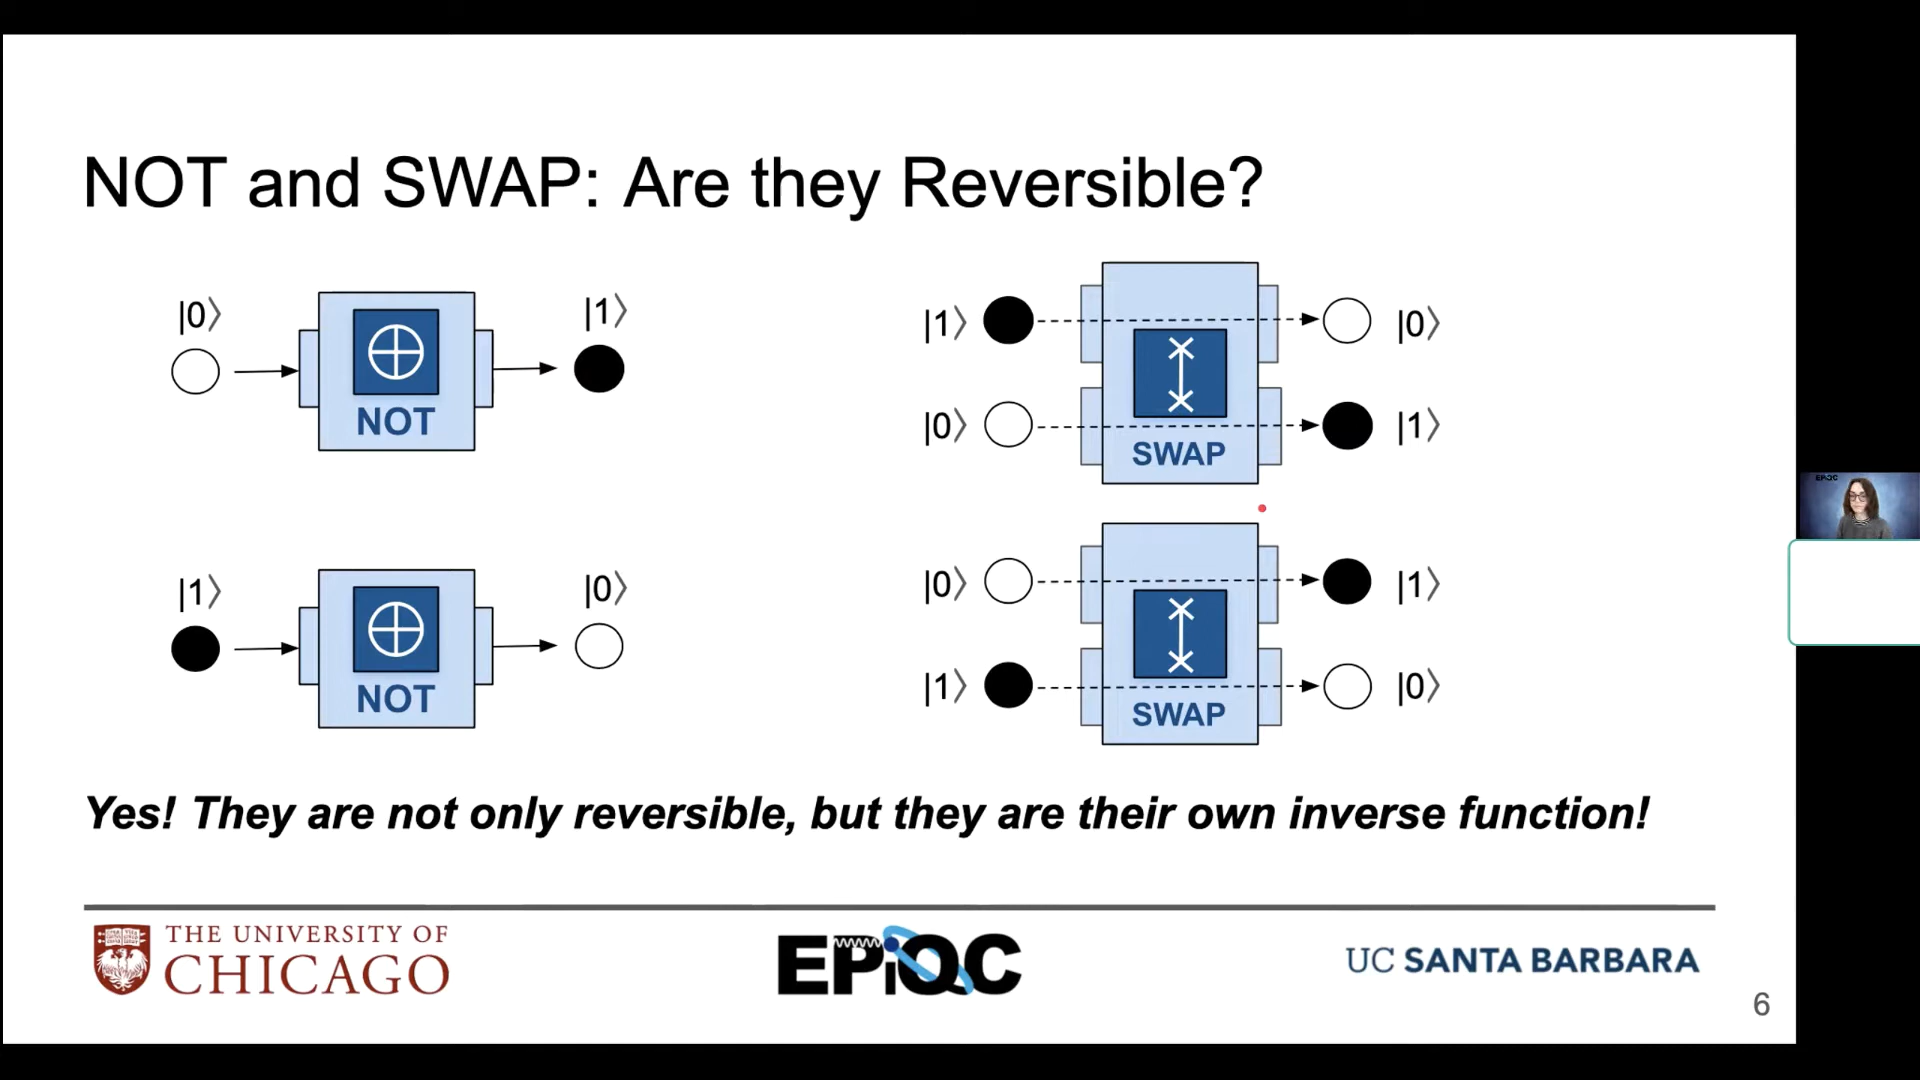 NOT and SWAP: Are they Reversible?
|0⟩
|1⟩
NOT
|1⟩
|0⟩
NOT
|1⟩
|0⟩
|0⟩
|1⟩
SWAP
|0⟩
|1⟩
|1⟩
|0⟩
SWAP
Yes! They are not only reversible, but they are their own inverse function!
THE UNIVERSITY OF
CHICAGO
EPiQC
UC SANTA BARBARA
6
EPiQC